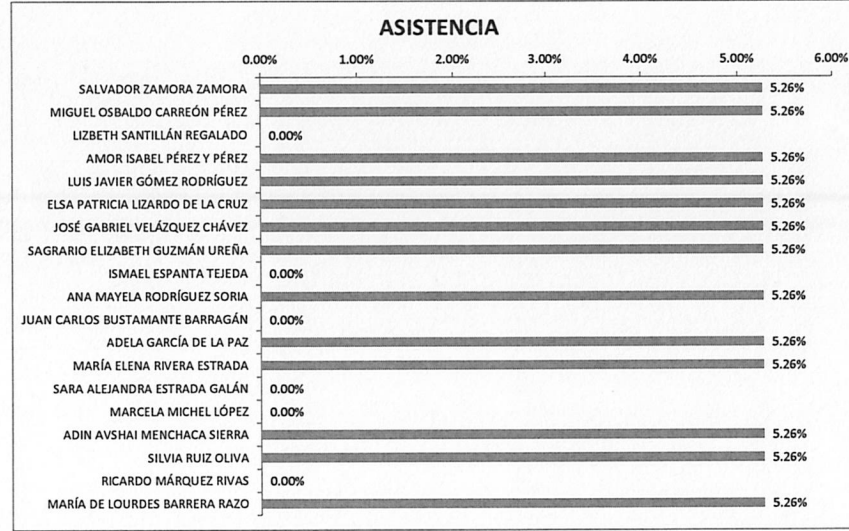 ASISTENCIA
0.00% 1.00% 2.00% 3.00% 4.00% 5.00% 6.00%
SALVADOR ZAMORA ZAMORA 5.26%
MIGUEL OSBALDO CARREÓN PÉREZ 5.26%
LIZBETH SANTILLÁN REGALADO 0.00%
AMOR ISABEL PÉREZ Y PÉREZ 5.26%
LUIS JAVIER GÓMEZ RODRÍGUEZ 5.26%
ELSA PATRICIA LIZARDO DE LA CRUZ 5.26%
JOSÉ GABRIEL VELÁZQUEZ CHÁVEZ 5.26%
SAGRARIO ELIZABETH GUZMÁN UREÑA 5.26%
ISMAEL ESPANTA TEJEDA 0.00%
ANA MAYELA RODRÍGUEZ SORIA 5.26%
JUAN CARLOS BUSTAMANTE BARRAGÁN 0.00%
ADELA GARCÍA DE LA PAZ 5.26%
MARÍA ELENA RIVERA ESTRADA 5.26%
SARA ALEJANDRA ESTRADA GALÁN 0.00%
MARCELA MICHEL LÓPEZ 0.00%
ADIN AVSHAI MENCHACA SIERRA 5.26%
SILVIA RUIZ OLIVA 5.26%
RICARDO MÁRQUEZ RIVAS 0.00%
MARÍA DE LOURDES BARRERA RAZO 5.26%